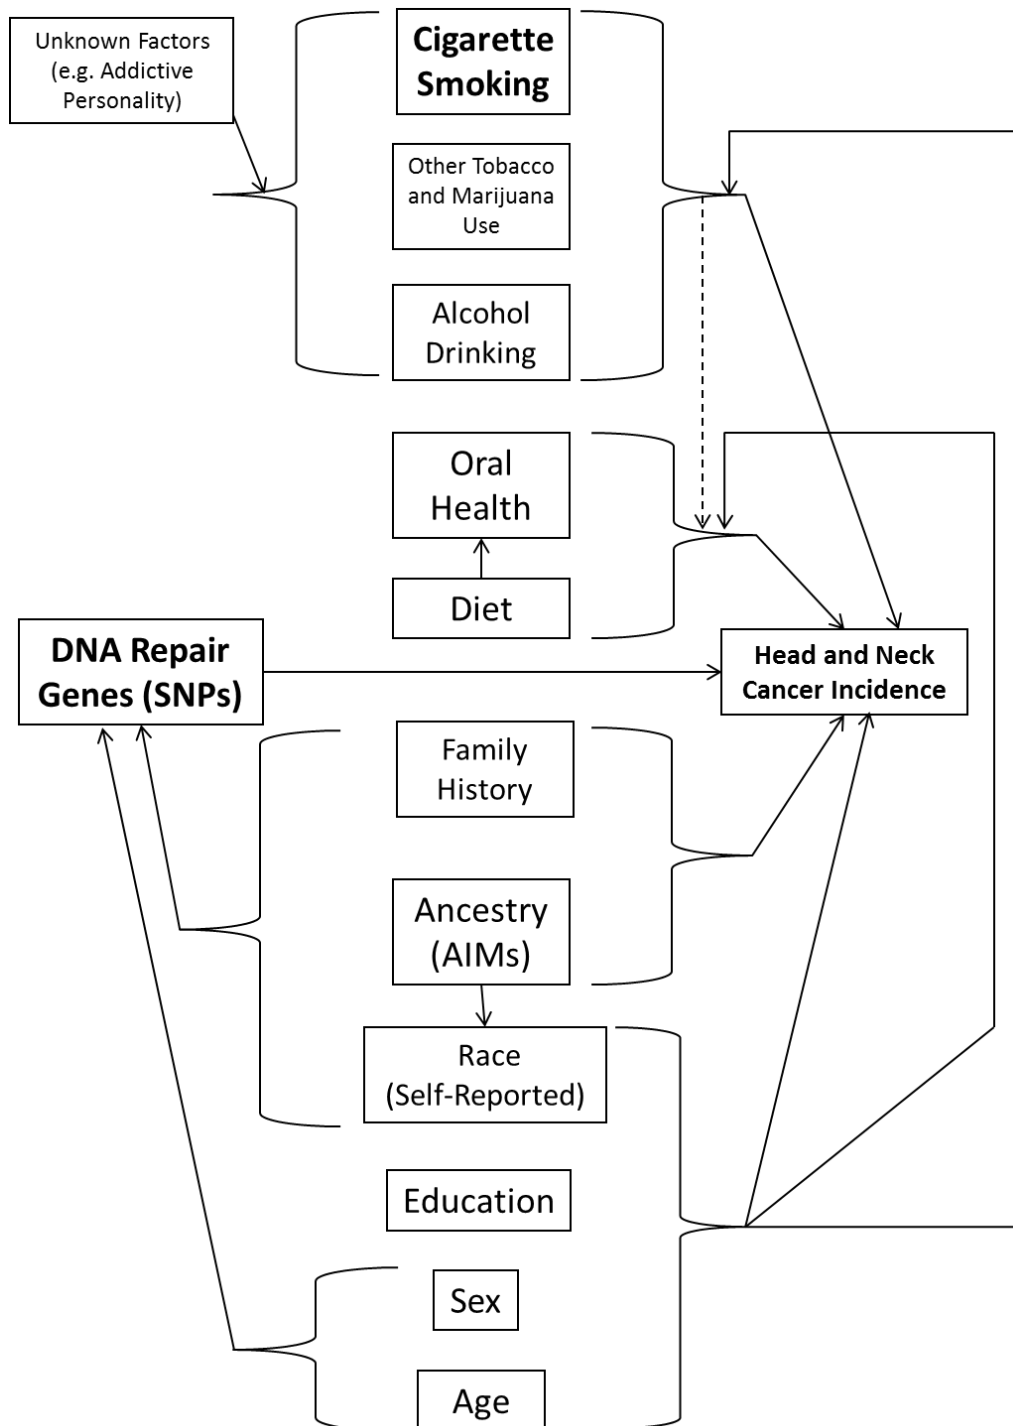 Unknown Factors
(e.g. Addictive
Personality)
Cigarette
Smoking
Other Tobacco
and Marijuana
Use
Alcohol
Drinking
Oral
Health
Diet
DNA Repair
Genes (SNPs)
Head and Neck
Cancer Incidence
Family
History
Ancestry
(AIMs)
Race
(Self-Reported)
Education
Sex
Age